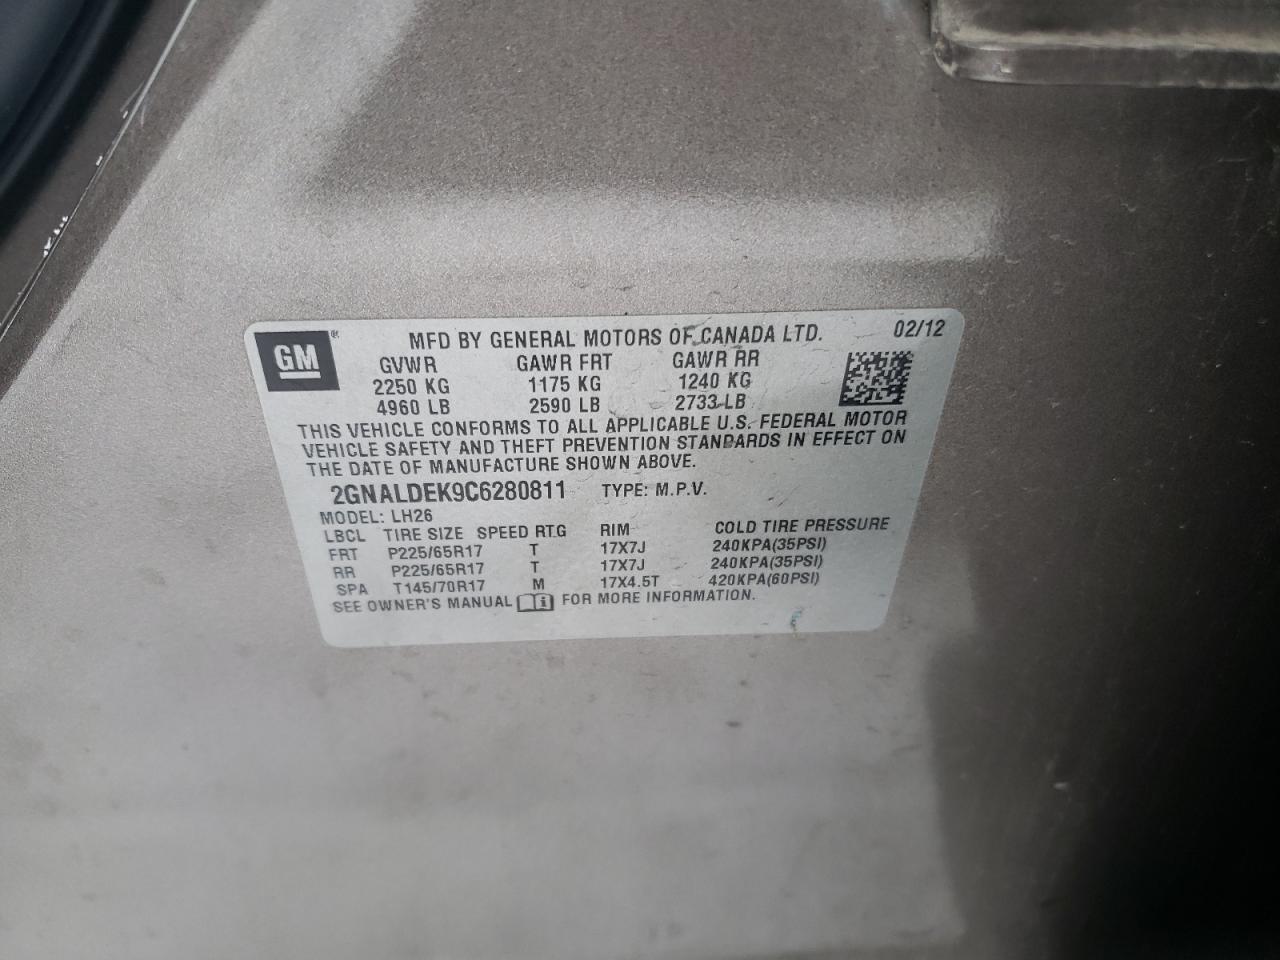 GM ® MFD BY GENERAL MOTORS OF CANADA LTD. 02/12
GVWR GAWR FRT GAWR RR
2250 KG 1175 KG 1240 KG
4960 LB 2590 LB 2733 LB
THIS VEHICLE CONFORMS TO ALL APPLICABLE U.S. FEDERAL MOTOR
VEHICLE SAFETY AND THEFT PREVENTION STANDARDS IN EFFECT ON
THE DATE OF MANUFACTURE SHOWN ABOVE.
2GNALDEK9C6280811 TYPE: M.P.V.
MODEL: LH26
LBCL TIRE SIZE SPEED RTG RIM COLD TIRE PRESSURE
FRT P225/65R17 T 17X7J 240KPA(35PSI)
RR P225/65R17 T 17X7J 240KPA(35PSI)
SPA T145/70R17 M 17X4.5T 420KPA(60PSI)
SEE OWNER'S MANUAL i FOR MORE INFORMATION.